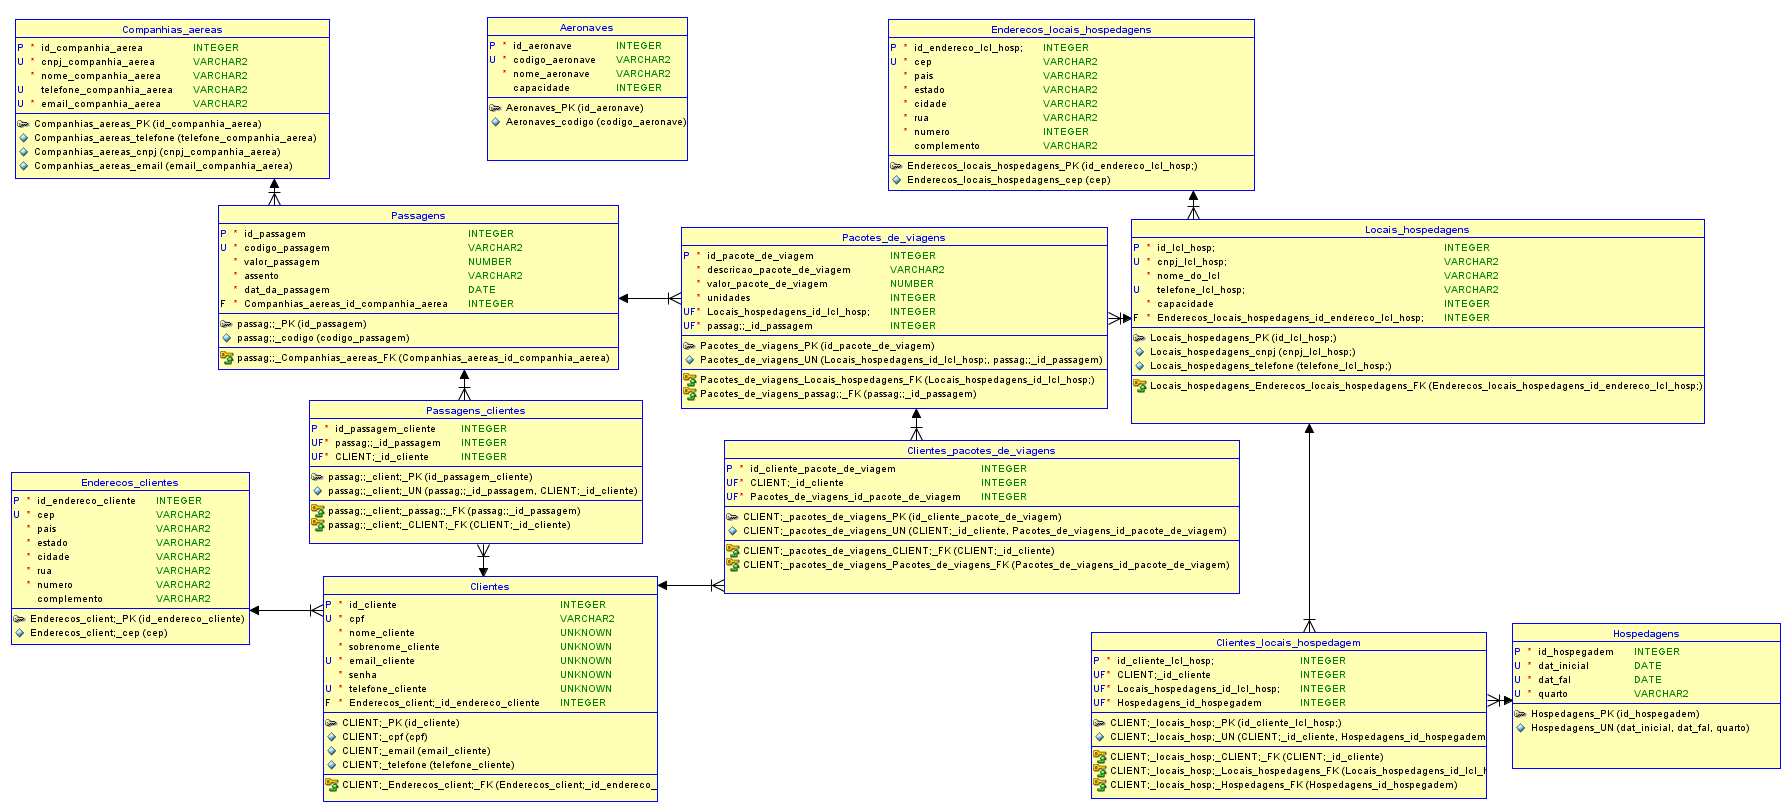 Companhias_aereas
P * id_companhia_aerea INTEGER
U * cnpj_companhia_aerea VARCHAR2
* nome_companhia_aerea VARCHAR2
U telefone_companhia_aerea VARCHAR2
U * email_companhia_aerea VARCHAR2
Companhias_aereas_PK (id_companhia_aerea)
Companhias_aereas_telefone (telefone_companhia_aerea)
Companhias_aereas_cnpj (cnpj_companhia_aerea)
Companhias_aereas_email (email_companhia_aerea)
Aeronaves
P * id_aeronave INTEGER
U * codigo_aeronave VARCHAR2
* nome_aeronave VARCHAR2
capacidade INTEGER
Aeronaves_PK (id_aeronave)
Aeronaves_codigo (codigo_aeronave)
Enderecos_locais_hospedagens
P * id_endereco_lcl_hosp; INTEGER
U * cep VARCHAR2
* pais VARCHAR2
* estado VARCHAR2
* cidade VARCHAR2
* rua VARCHAR2
* numero INTEGER
complemento VARCHAR2
Enderecos_locais_hospedagens_PK (id_endereco_lcl_hosp;)
Enderecos_locais_hospedagens_cep (cep)
Passagens
P * id_passagem INTEGER
U * codigo_passagem VARCHAR2
* valor_passagem NUMBER
* assento VARCHAR2
* dat_da_passagem DATE
F * Companhias_aereas_id_companhia_aerea INTEGER
passag;;_PK (id_passagem)
passag;;_codigo (codigo_passagem)
passag;;_Companhias_aereas_FK (Companhias_aereas_id_companhia_aerea)
Pacotes_de_viagens
P * id_pacote_de_viagem INTEGER
* descricao_pacote_de_viagem VARCHAR2
* valor_pacote_de_viagem NUMBER
* unidades INTEGER
UF* Locais_hospedagens_id_lcl_hosp; INTEGER
UF* passag;;_id_passagem INTEGER
Pacotes_de_viagens_PK (id_pacote_de_viagem)
Pacotes_de_viagens_UN (Locais_hospedagens_id_lcl_hosp;, passag;;_id_passagem)
Pacotes_de_viagens_Locais_hospedagens_FK (Locais_hospedagens_id_lcl_hosp;)
Pacotes_de_viagens_passag;;_FK (passag;;_id_passagem)
Locais_hospedagens
P * id_lcl_hosp; INTEGER
U * cnpj_lcl_hosp; VARCHAR2
* nome_do_lcl VARCHAR2
U telefone_lcl_hosp; VARCHAR2
* capacidade INTEGER
F * Enderecos_locais_hospedagens_id_endereco_lcl_hosp; INTEGER
Locais_hospedagens_PK (id_lcl_hosp;)
Locais_hospedagens_cnpj (cnpj_lcl_hosp;)
Locais_hospedagens_telefone (telefone_lcl_hosp;)
Locais_hospedagens_Enderecos_locais_hospedagens_FK (Enderecos_locais_hospedagens_id_endereco_lcl_hosp;)
Passagens_clientes
P * id_passagem_cliente INTEGER
UF* passag;;_id_passagem INTEGER
UF* CLIENT;_id_cliente INTEGER
passag;;_client;_PK (id_passagem_cliente)
passag;;_client;_UN (passag;;_id_passagem, CLIENT;_id_cliente)
passag;;_client;_passag;;_FK (passag;;_id_passagem)
passag;;_client;_CLIENT;_FK (CLIENT;_id_cliente)
Clientes_pacotes_de_viagens
P * id_cliente_pacote_de_viagem INTEGER
UF* CLIENT;_id_cliente INTEGER
UF* Pacotes_de_viagens_id_pacote_de_viagem INTEGER
CLIENT;_pacotes_de_viagens_PK (id_cliente_pacote_de_viagem)
CLIENT;_pacotes_de_viagens_UN (CLIENT;_id_cliente, Pacotes_de_viagens_id_pacote_de_viagem)
CLIENT;_pacotes_de_viagens_CLIENT;_FK (CLIENT;_id_cliente)
CLIENT;_pacotes_de_viagens_Pacotes_de_viagens_FK (Pacotes_de_viagens_id_pacote_de_viagem)
Enderecos_clientes
P * id_endereco_cliente INTEGER
U * cep VARCHAR2
* pais VARCHAR2
* estado VARCHAR2
* cidade VARCHAR2
* rua VARCHAR2
* numero VARCHAR2
complemento VARCHAR2
Enderecos_client;_PK (id_endereco_cliente)
Enderecos_client;_cep (cep)
Clientes
P * id_cliente INTEGER
U * cpf VARCHAR2
* nome_cliente UNKNOWN
* sobrenome_cliente UNKNOWN
U * email_cliente UNKNOWN
* senha UNKNOWN
U * telefone_cliente UNKNOWN
F * Enderecos_client;_id_endereco_cliente INTEGER
CLIENT;_PK (id_cliente)
CLIENT;_cpf (cpf)
CLIENT;_email (email_cliente)
CLIENT;_telefone (telefone_cliente)
CLIENT;_Enderecos_client;_FK (Enderecos_client;_id_endereco_
Clientes_locais_hospedagem
P * id_cliente_lcl_hosp; INTEGER
UF* CLIENT;_id_cliente INTEGER
UF* Locais_hospedagens_id_lcl_hosp; INTEGER
UF* Hospedagens_id_hospegadem INTEGER
CLIENT;_locais_hosp;_PK (id_cliente_lcl_hosp;)
CLIENT;_locais_hosp;_UN (CLIENT;_id_cliente, Hospedagens_id_hospegadem
CLIENT;_locais_hosp;_CLIENT;_FK (CLIENT;_id_cliente)
CLIENT;_locais_hosp;_Locais_hospedagens_FK (Locais_hospedagens_id_lcl_h
CLIENT;_locais_hosp;_Hospedagens_FK (Hospedagens_id_hospegadem)
Hospedagens
P * id_hospegadem INTEGER
U * dat_inicial DATE
U * dat_fal DATE
U * quarto VARCHAR2
Hospedagens_PK (id_hospegadem)
Hospedagens_UN (dat_inicial, dat_fal, quarto)